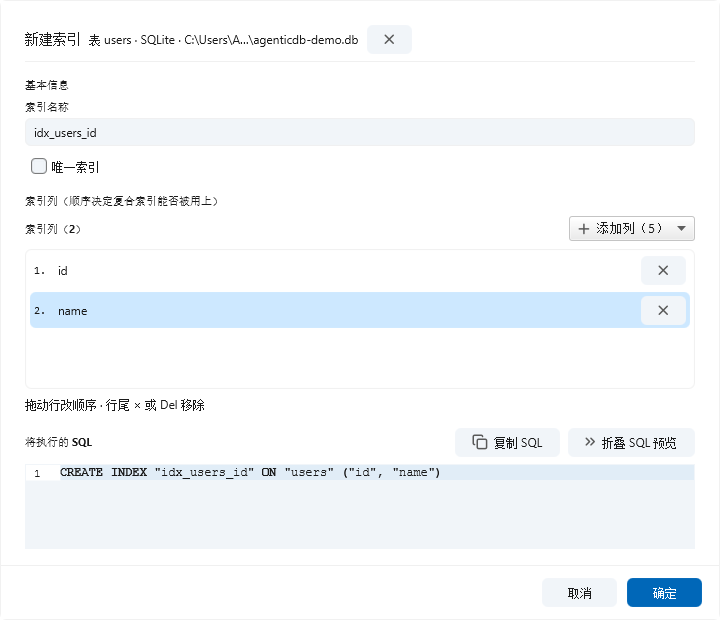 新建索引 表 users · SQLite · C:\Users\A...\agenticdb-demo.db
基本信息
索引名称
idx_users_id
唯一索引
索引列（顺序决定复合索引能否被用上）
索引列（2）
添加列（5）
1. id
2. name
拖动行改顺序 · 行尾 × 或 Del 移除
将执行的 SQL
复制 SQL
折叠 SQL 预览
1 CREATE INDEX "idx_users_id" ON "users" ("id", "name")
取消
确定